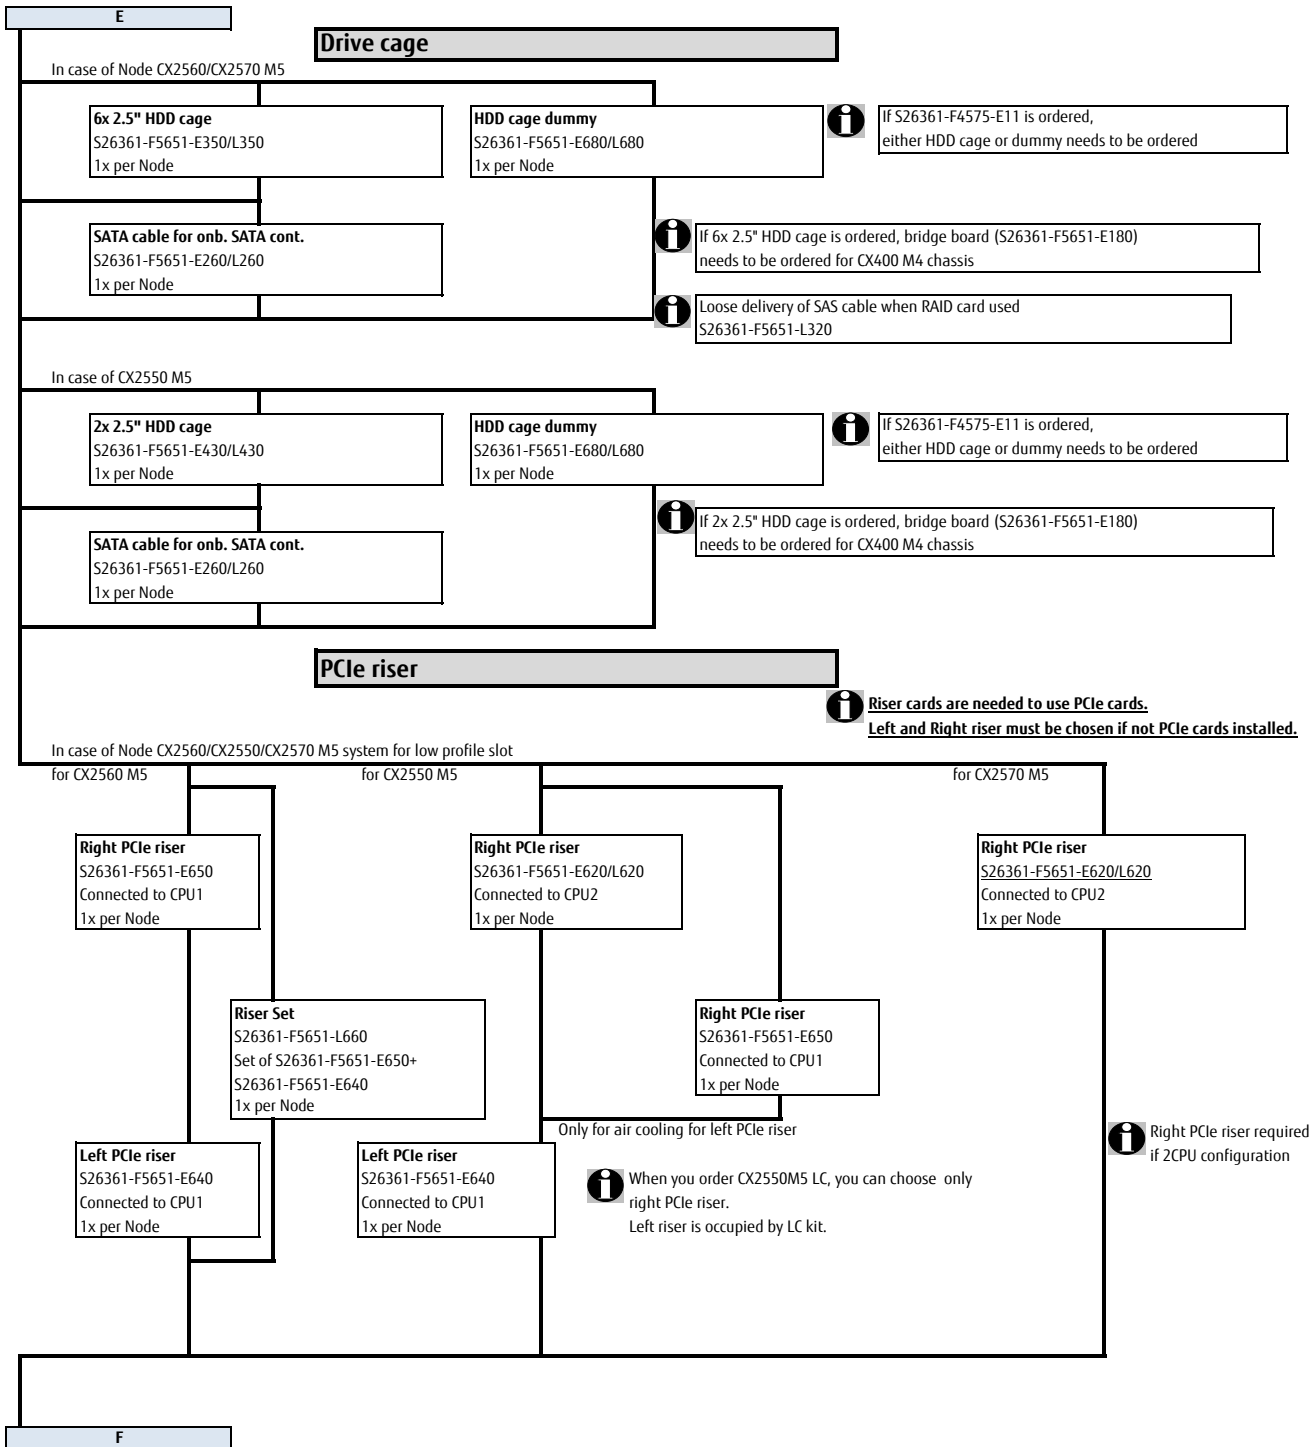 E
Drive cage
In case of Node CX2560/CX2570 M5
6x 2.5" HDD cage
S26361-F5651-E350/L350
1x per Node
HDD cage dummy
S26361-F5651-E680/L680
1x per Node
If S26361-F4575-E11 is ordered,
either HDD cage or dummy needs to be ordered
SATA cable for onb. SATA cont.
S26361-F5651-E260/L260
1x per Node
If 6x 2.5" HDD cage is ordered, bridge board (S26361-F5651-E180)
needs to be ordered for CX400 M4 chassis
Loose delivery of SAS cable when RAID card used
S26361-F5651-L320
In case of CX2550 M5
2x 2.5" HDD cage
S26361-F5651-E430/L430
1x per Node
HDD cage dummy
S26361-F5651-E680/L680
1x per Node
If S26361-F4575-E11 is ordered,
either HDD cage or dummy needs to be ordered
If 2x 2.5" HDD cage is ordered, bridge board (S26361-F5651-E180)
needs to be ordered for CX400 M4 chassis
SATA cable for onb. SATA cont.
S26361-F5651-E260/L260
1x per Node
PCIe riser
Riser cards are needed to use PCIe cards.
Left and Right riser must be chosen if not PCIe cards installed.
In case of Node CX2560/CX2550/CX2570 M5 system for low profile slot
for CX2560 M5
for CX2550 M5
for CX2570 M5
Right PCIe riser
S26361-F5651-E650
Connected to CPU1
1x per Node
Right PCIe riser
S26361-F5651-E620/L620
Connected to CPU2
1x per Node
Right PCIe riser
S26361-F5651-E620/L620
Connected to CPU2
1x per Node
Riser Set
S26361-F5651-L660
Set of S26361-F5651-E650+
S26361-F5651-E640
1x per Node
Right PCIe riser
S26361-F5651-E650
Connected to CPU1
1x per Node
Only for air cooling for left PCIe riser
Right PCIe riser required
if 2CPU configuration
Left PCIe riser
S26361-F5651-E640
Connected to CPU1
1x per Node
Left PCIe riser
S26361-F5651-E640
Connected to CPU1
1x per Node
When you order CX2550M5 LC, you can choose only
right PCIe riser.
Left riser is occupied by LC kit.
F